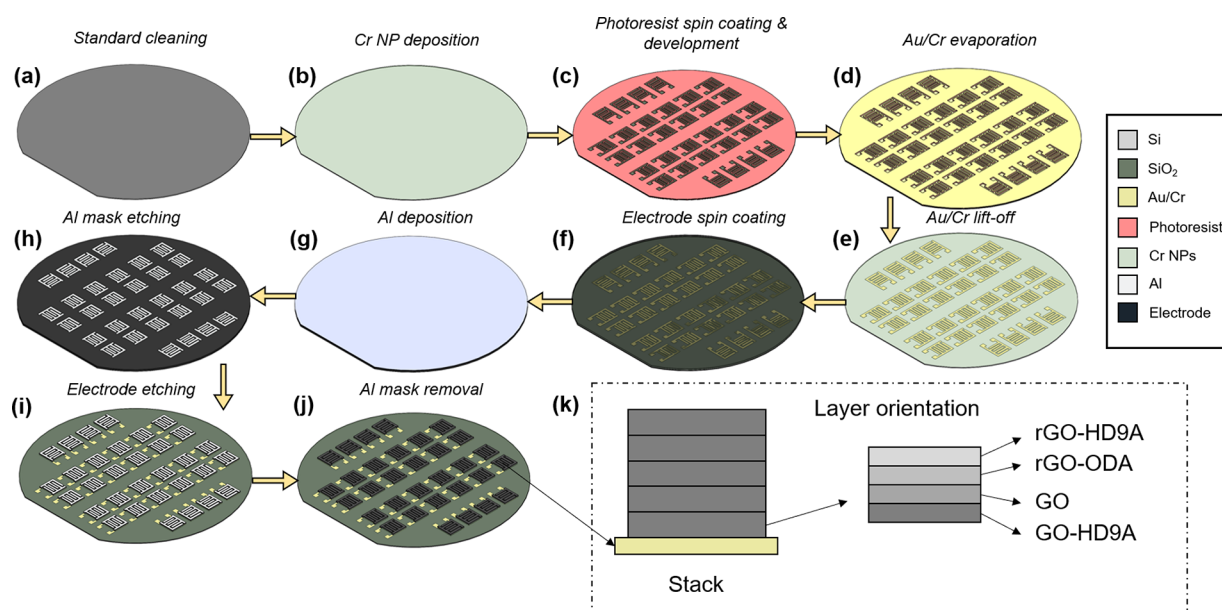 Standard cleaning
Cr NP deposition
Photoresist spin coating &
development
Au/Cr evaporation
(a)
(b)
(c)
(d)
Si
SiO₂
Au/Cr
Photoresist
Cr NPs
Al
Electrode
Al mask etching
Al deposition
Electrode spin coating
Au/Cr lift-off
(h)
(g)
(f)
(e)
Electrode etching
Al mask removal
(i)
(j)
(k)
Layer orientation
rGO-HD9A
rGO-ODA
GO
GO-HD9A
Stack